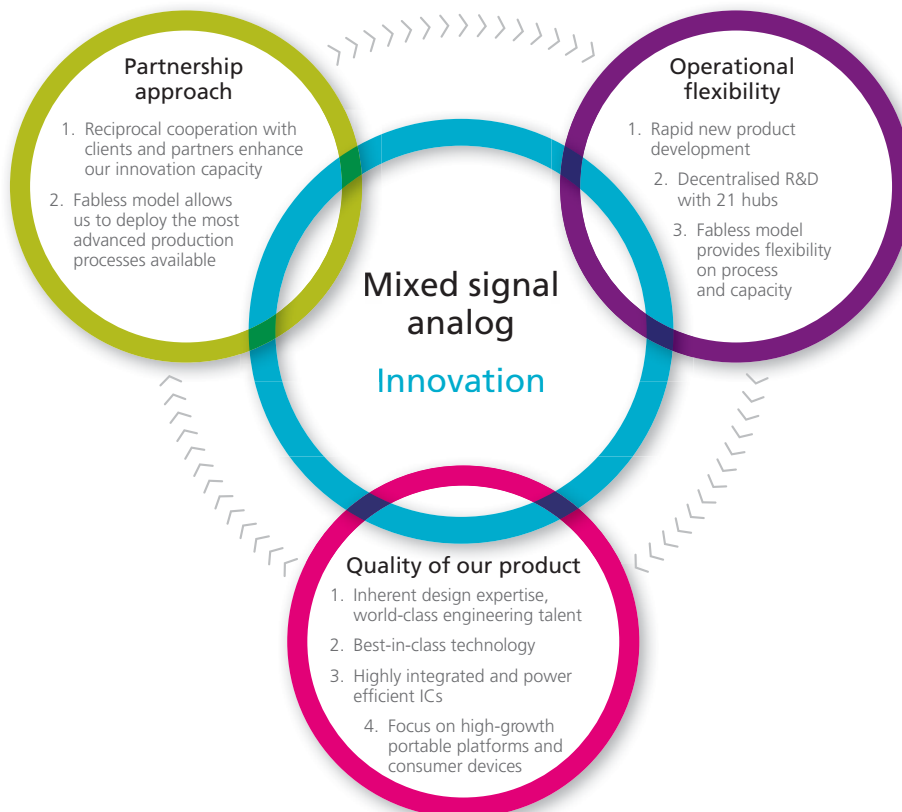 Partnership
approach
1. Reciprocal cooperation with
clients and partners enhance
our innovation capacity
2. Fabless model allows
us to deploy the most
advanced production
processes available
Operational
flexibility
1. Rapid new product
development
2. Decentralised R&D
with 21 hubs
3. Fabless model
provides flexibility
on process
and capacity
Mixed signal
analog
Innovation
Quality of our product
1. Inherent design expertise,
world-class engineering talent
2. Best-in-class technology
3. Highly integrated and power
efficient ICs
4. Focus on high-growth
portable platforms and
consumer devices